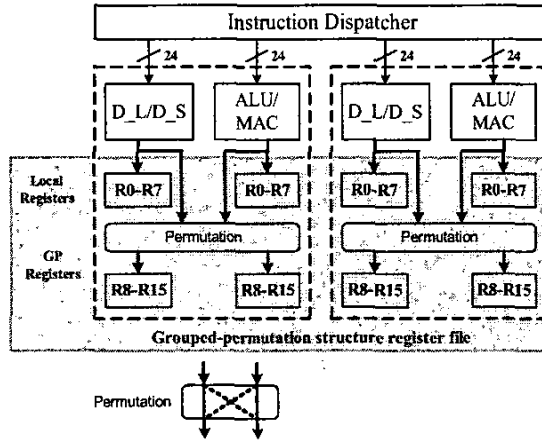 Instruction Dispatcher
24 24 24 24
D_L/D_S ALU/ D_L/D_S ALU/
MAC MAC
Local R0-R7 R0-R7 R0-R7 R0-R7
Registers
Permutation Permutation
GP
Registers
R8-R15 R8-R15 R8-R15 R8-R15
Grouped-permutation structure register file
Permutation